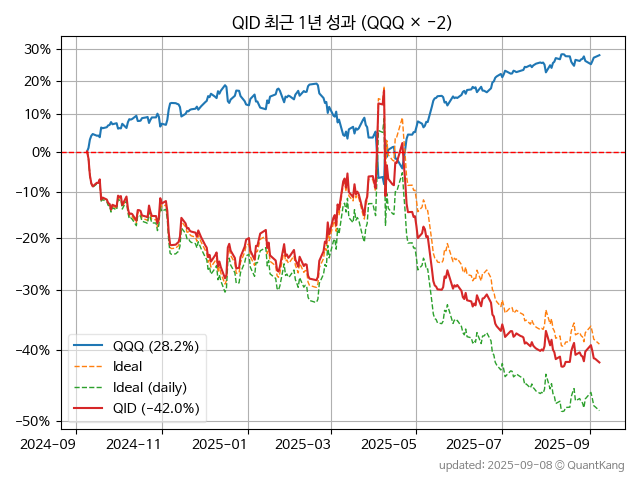 QID 최근 1년 성과 (QQQ × −2)
30%
20%
10%
0%
−10%
−20%
−30%
−40%
−50%
QQQ (28.2%)
Ideal
Ideal (daily)
QID (−42.0%)
2024-09 2024-11 2025-01 2025-03 2025-05 2025-07 2025-09
updated: 2025-09-08 © QuantKang